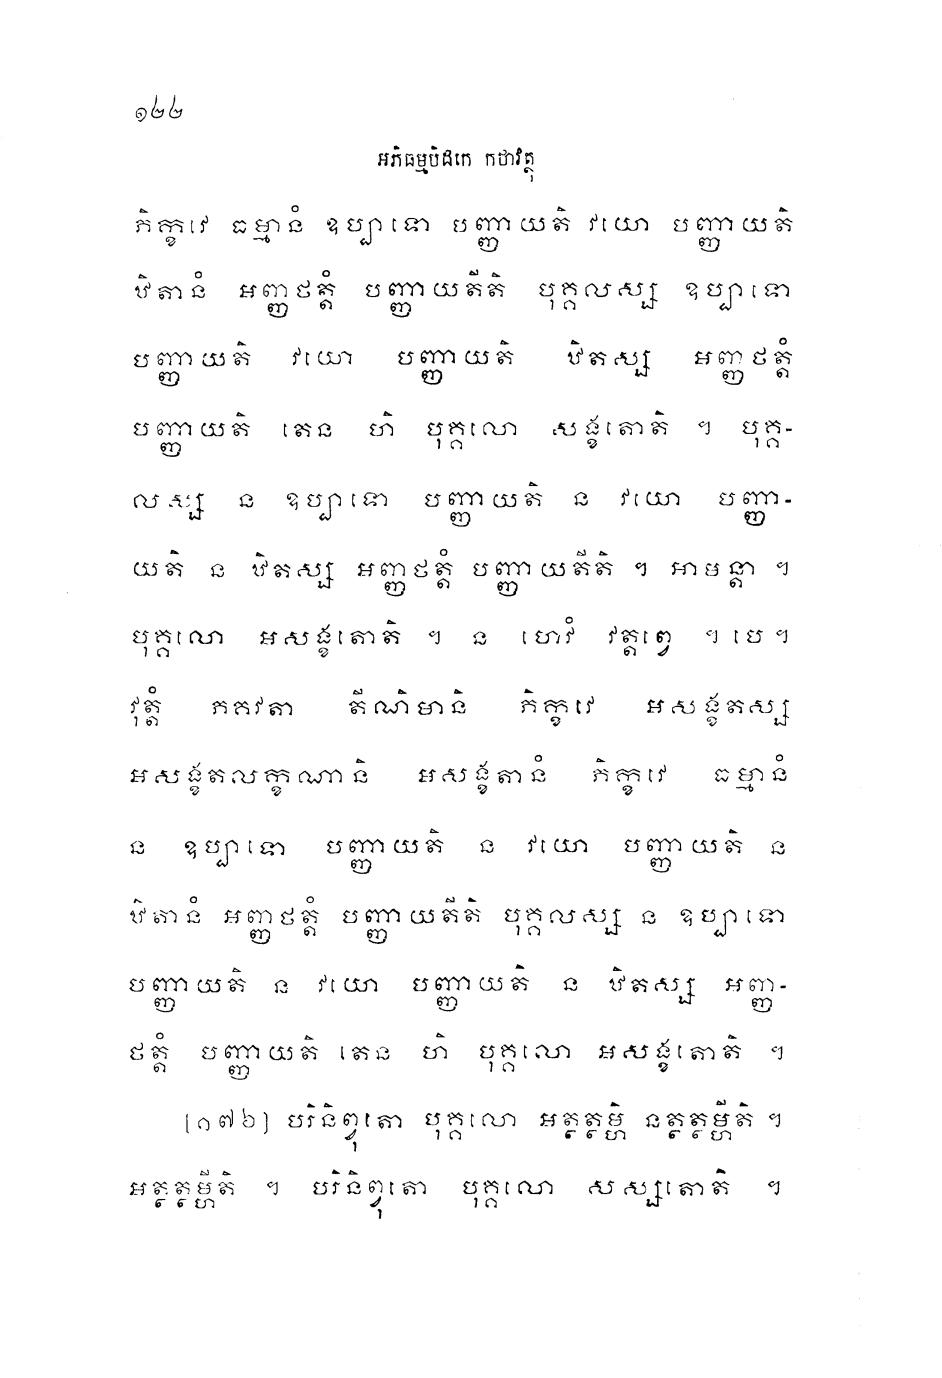 ១២២
អភិធម្មបិដកេ កថាវត្ថុ
ភិក្ខវេ ធម្មានំ ឧប្បាទោ បញ្ញាយតិ វយោ បញ្ញាយតិ
ឋិតានំ អញ្ញថត្តំ បញ្ញាយតីតិ បុគ្គលស្ស ឧប្បាទោ
បញ្ញាយតិ វយោ បញ្ញាយតិ ឋិតស្ស អញ្ញថត្តំ
បញ្ញាយតិ តេន ហិ បុគ្គលោ សង្ខតោតិ ។ បុគ្គ-
លស្ស ន ឧប្បាទោ បញ្ញាយតិ ន វយោ បញ្ញា-
យតិ ន ឋិតស្ស អញ្ញថត្តំ បញ្ញាយតីតិ ។ អាមន្តា ។
បុគ្គលោ អសង្ខតោតិ ។ ន ហេវំ វត្តព្វេ ។ បេ ។
វុត្តំ ភគវតា តីណិមានិ ភិក្ខវេ អសង្ខតស្ស
អសង្ខតលក្ខណានិ អសង្ខតានំ ភិក្ខវេ ធម្មានំ
ន ឧប្បាទោ បញ្ញាយតិ ន វយោ បញ្ញាយតិ ន
ឋិតានំ អញ្ញថត្តំ បញ្ញាយតីតិ បុគ្គលស្ស ន ឧប្បាទោ
បញ្ញាយតិ ន វយោ បញ្ញាយតិ ន ឋិតស្ស អញ្ញ-
ថត្តំ បញ្ញាយតិ តេន ហិ បុគ្គលោ អសង្ខតោតិ ។
[១៧៦] បរិនិព្វុតោ បុគ្គលោ អត្ថត្ថម្ហិ នត្ថត្ថម្ហីតិ ។
អត្ថត្ថម្ហីតិ ។ បរិនិព្វុតោ បុគ្គលោ សស្សតោតិ ។